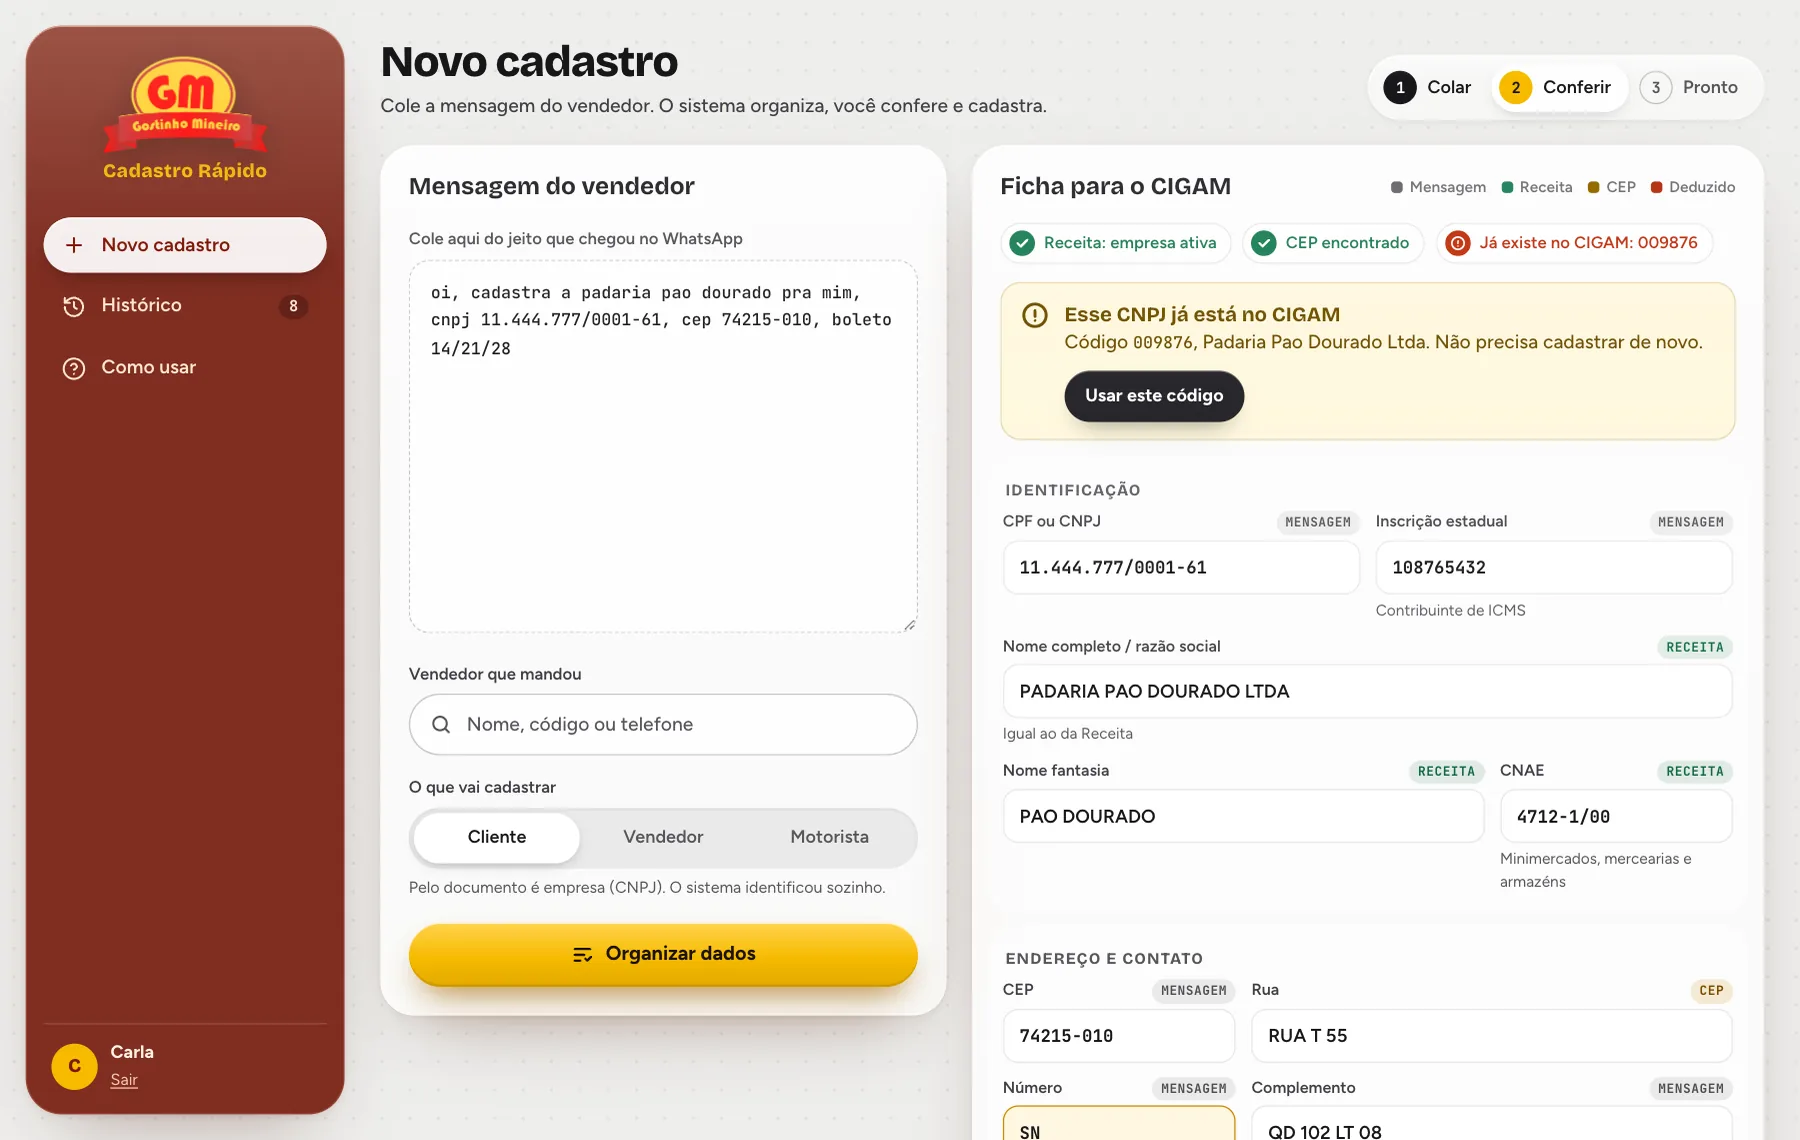 GM
Gostinho Mineiro
Cadastro Rápido
Novo cadastro
Histórico 8
Como usar
C
Carla
Sair
Novo cadastro
Cole a mensagem do vendedor. O sistema organiza, você confere e cadastra.
1 Colar 2 Conferir 3 Pronto
Mensagem do vendedor
Cole aqui do jeito que chegou no WhatsApp
oi, cadastra a padaria pao dourado pra mim,
cnpj 11.444.777/0001-61, cep 74215-010, boleto
14/21/28
Vendedor que mandou
Nome, código ou telefone
O que vai cadastrar
Cliente Vendedor Motorista
Pelo documento é empresa (CNPJ). O sistema identificou sozinho.
Organizar dados
Ficha para o CIGAM
Mensagem Receita CEP Deduzido
Receita: empresa ativa CEP encontrado Já existe no CIGAM: 009876
Esse CNPJ já está no CIGAM
Código 009876, Padaria Pao Dourado Ltda. Não precisa cadastrar de novo.
Usar este código
IDENTIFICAÇÃO
CPF ou CNPJ MENSAGEM Inscrição estadual MENSAGEM
11.444.777/0001-61 108765432
Contribuinte de ICMS
Nome completo / razão social RECEITA
PADARIA PAO DOURADO LTDA
Igual ao da Receita
Nome fantasia RECEITA CNAE RECEITA
PAO DOURADO 4712-1/00
Minimercados, mercearias e
armazéns
ENDEREÇO E CONTATO
CEP MENSAGEM Rua CEP
74215-010 RUA T 55
Número MENSAGEM Complemento MENSAGEM
SN QD 102 LT 08